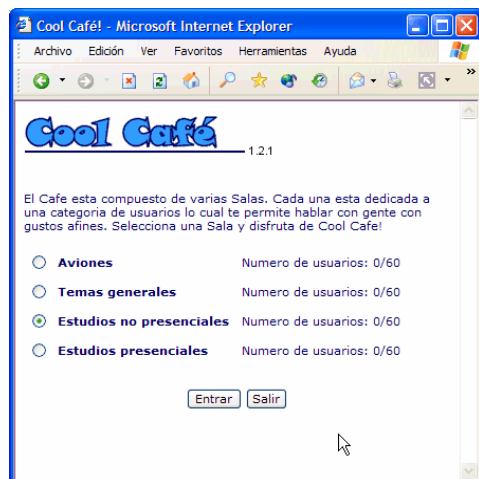 Cool Café! - Microsoft Internet Explorer
Archivo Edición Ver Favoritos Herramientas Ayuda
Cool Café 1.2.1
El Cafe esta compuesto de varias Salas. Cada una esta dedicada a
una categoria de usuarios lo cual te permite hablar con gente con
gustos afines. Selecciona una Sala y disfruta de Cool Cafe!
Aviones Numero de usuarios: 0/60
Temas generales Numero de usuarios: 0/60
Estudios no presenciales Numero de usuarios: 0/60
Estudios presenciales Numero de usuarios: 0/60
Entrar Salir